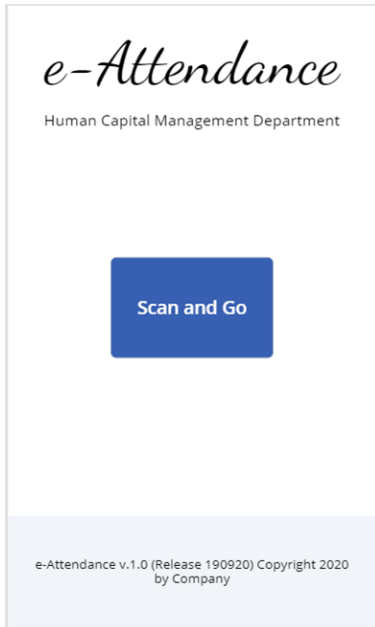 e-Attendance
Human Capital Management Department
Scan and Go
e-Attendance v.1.0 (Release 190920) Copyright 2020
by Company